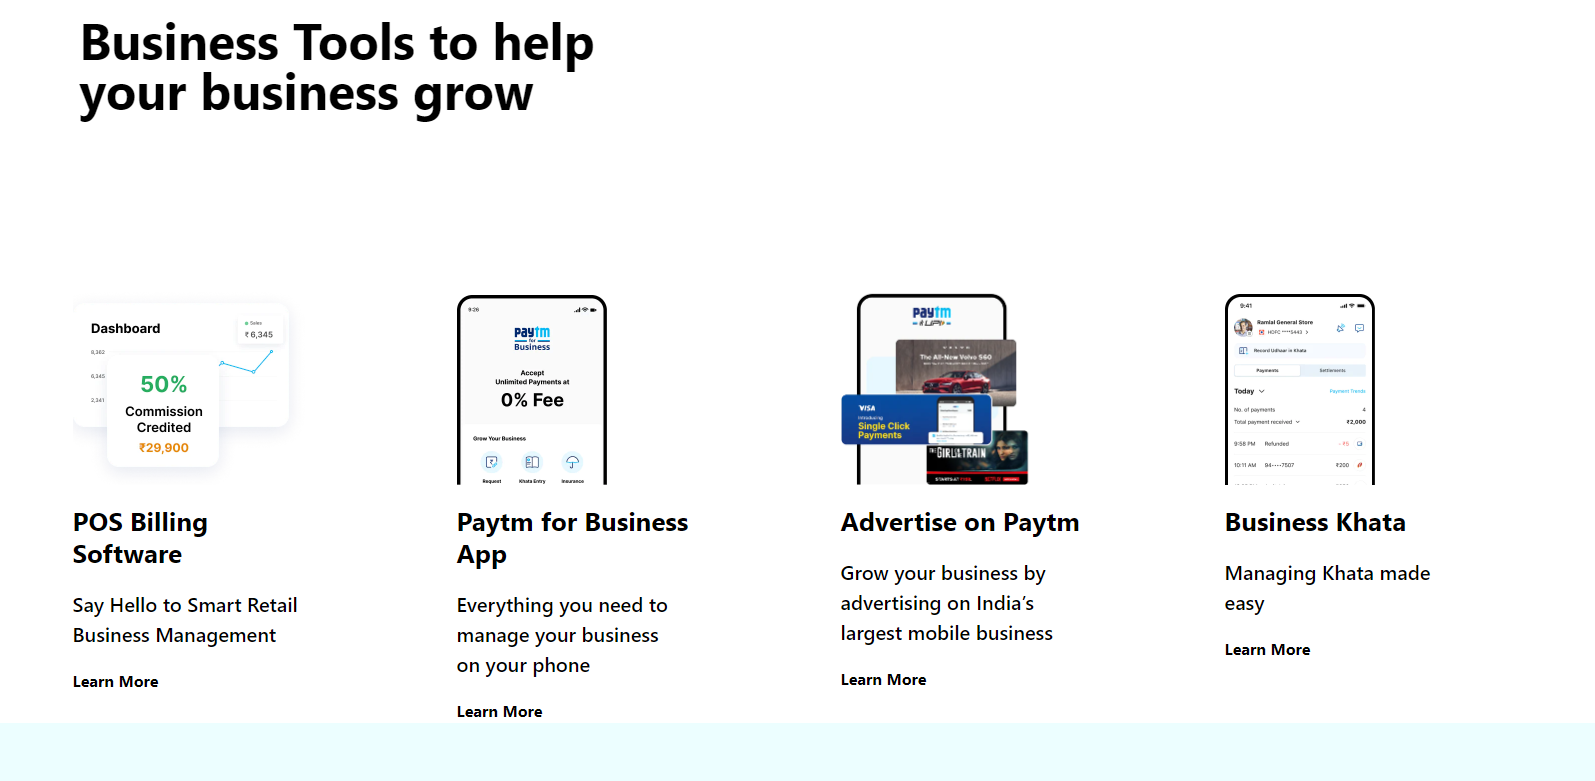 Business Tools to help
your business grow
Dashboard
Sales
₹ 6,345
8,362
6,345
2,341
50%
Commission
Credited
₹29,900
POS Billing
Software
Say Hello to Smart Retail
Business Management
Learn More
9:26
paytm
for
Business
Accept
Unlimited Payments at
0% Fee
Grow Your Business
Request
Khata Entry
Insurance
Paytm for Business
App
Everything you need to
manage your business
on your phone
Learn More
paytm
UPI
VOLVO
The All-New Volvo S60
VISA
Introducing
Single Click
Payments
THE GIRL ON THE TRAIN
NETFLIX
Advertise on Paytm
Grow your business by
advertising on India’s
largest mobile business
Learn More
9:41
Ramlal General Store
HDFC ****5443
Record Udhaar in Khata
Payments
Settlements
Today
Payment Trends
No. of payments
4
Total payment received
₹2,000
9:58 PM
Refunded
-₹5
10:11 AM
94••••7507
₹200
Business Khata
Managing Khata made
easy
Learn More